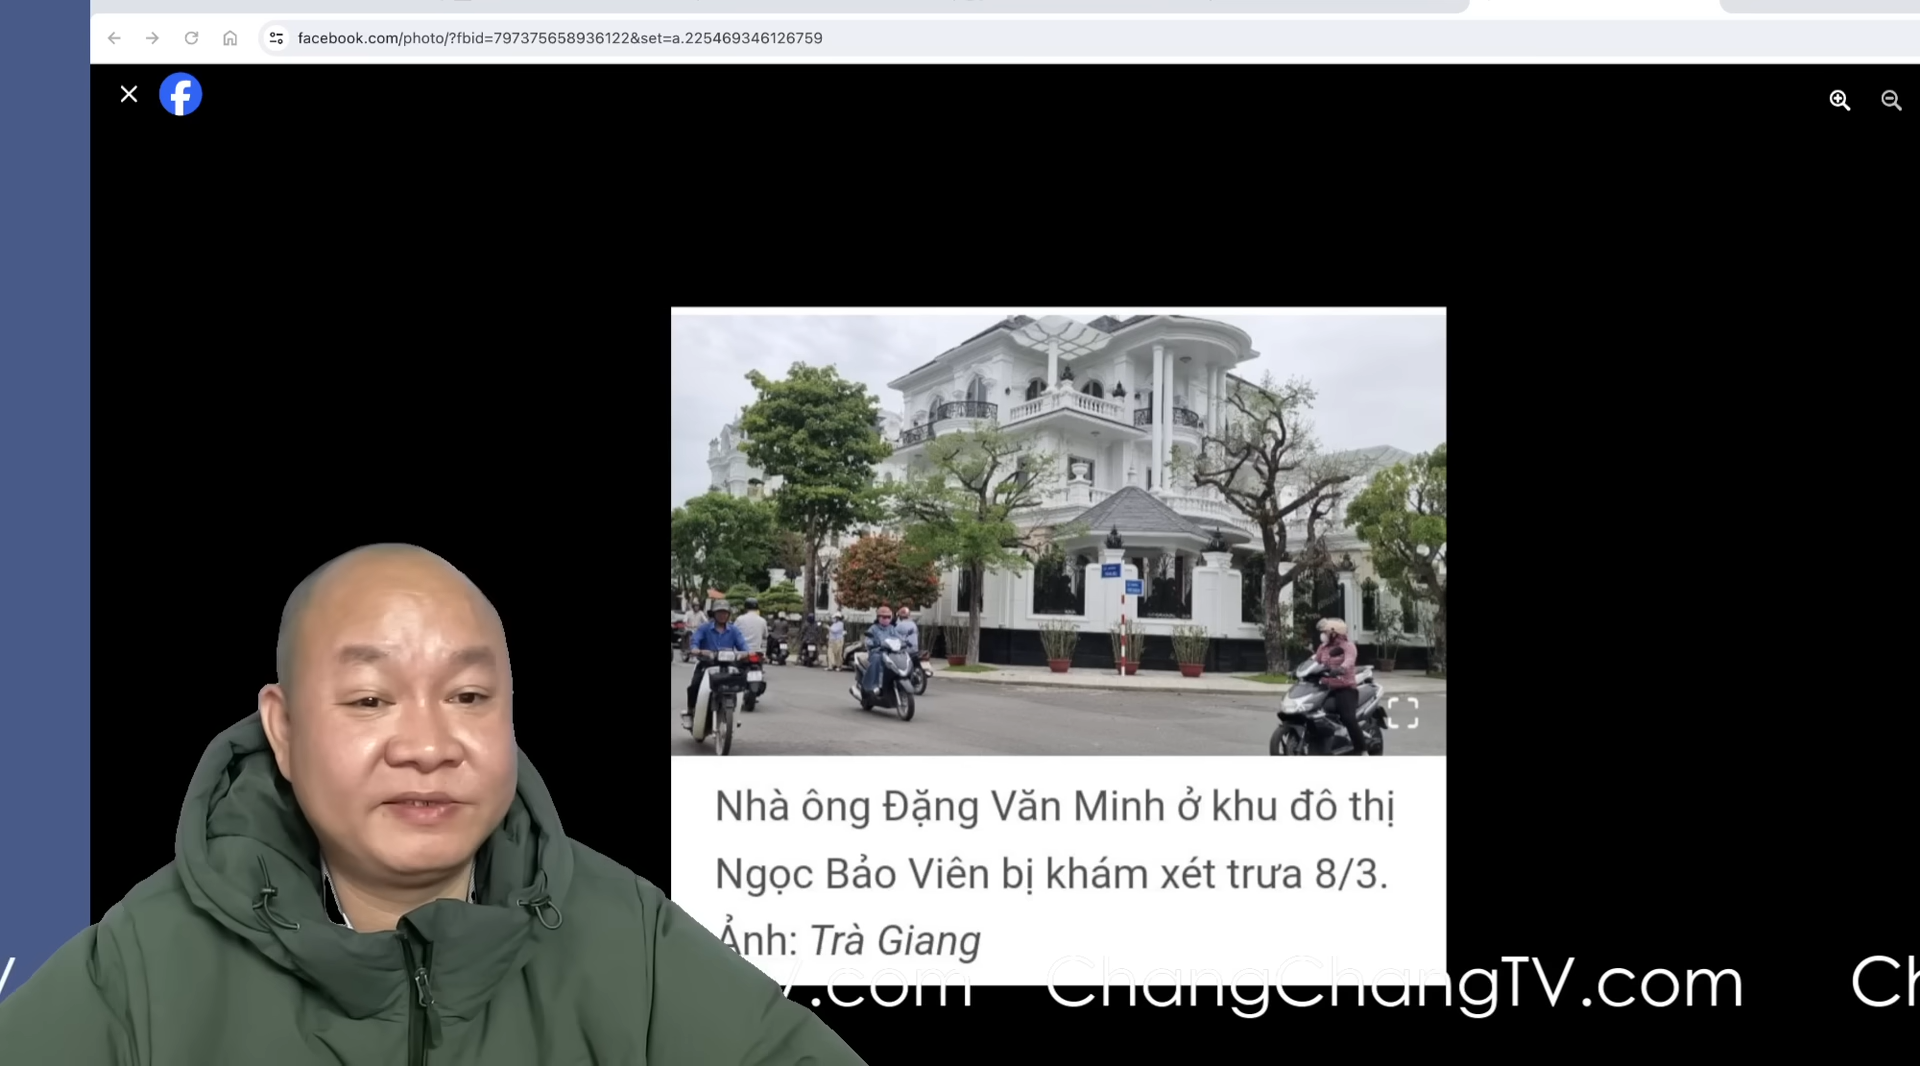 facebook.com/photo/?fbid=797375658936122&set=a.225469346126759
Nhà ông Đặng Văn Minh ở khu đô thị
Ngọc Bảo Viên bị khám xét trưa 8/3.
Ảnh: Trà Giang
V.com ChangChangTV.com Ch